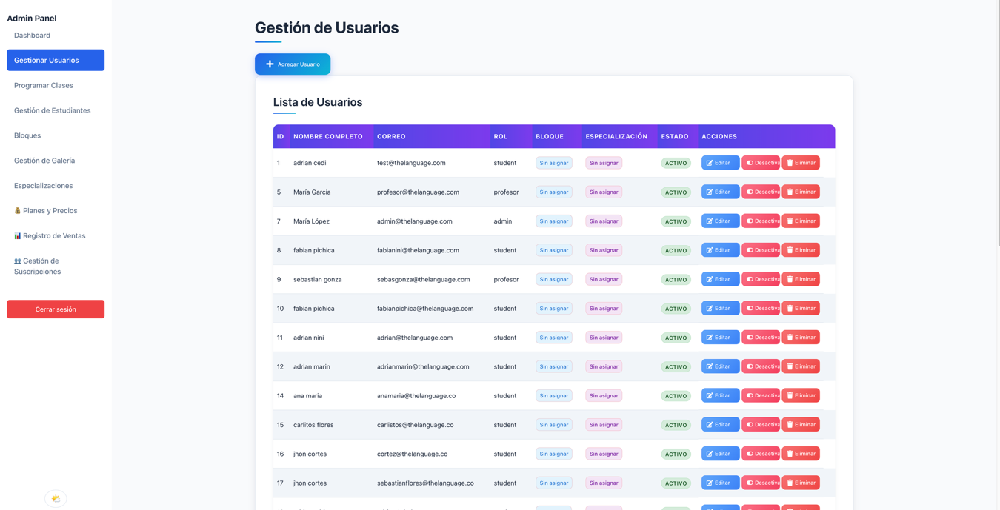 Admin Panel
Dashboard
Gestionar Usuarios
Programar Clases
Gestión de Estudiantes
Bloques
Gestión de Galería
Especializaciones
💰 Planes y Precios
📊 Registro de Ventas
👥 Gestión de
Suscripciones
Cerrar sesión
Gestión de Usuarios
Agregar Usuario
Lista de Usuarios
ID NOMBRE COMPLETO CORREO ROL BLOQUE ESPECIALIZACIÓN ESTADO ACCIONES
1 adrian cedi test@thelanguage.com student Sin asignar Sin asignar ACTIVO Editar Desactiva Eliminar
5 María García profesor@thelanguage.com profesor Sin asignar Sin asignar ACTIVO Editar Desactiva Eliminar
7 María López admin@thelanguage.com admin Sin asignar Sin asignar ACTIVO Editar Desactiva Eliminar
8 fabian pichica fabianini@thelanguage.com student Sin asignar Sin asignar ACTIVO Editar Desactiva Eliminar
9 sebastian gonza sebasgonza@thelanguage.com profesor Sin asignar Sin asignar ACTIVO Editar Desactiva Eliminar
10 fabian pichica fabianpichica@thelanguage.com student Sin asignar Sin asignar ACTIVO Editar Desactiva Eliminar
11 adrian nini adrian@thelanguage.com student Sin asignar Sin asignar ACTIVO Editar Desactiva Eliminar
12 adrian marin adrianmarin@thelanguage.com student Sin asignar Sin asignar ACTIVO Editar Desactiva Eliminar
14 ana maria anamaria@thelanguage.co student Sin asignar Sin asignar ACTIVO Editar Desactiva Eliminar
15 carlitos flores carlistos@thelanguage.co student Sin asignar Sin asignar ACTIVO Editar Desactiva Eliminar
16 jhon cortes cortez@thelanguage.co student Sin asignar Sin asignar ACTIVO Editar Desactiva Eliminar
17 jhon cortes sebastianflores@thelanguage.co student Sin asignar Sin asignar ACTIVO Editar Desactiva Eliminar